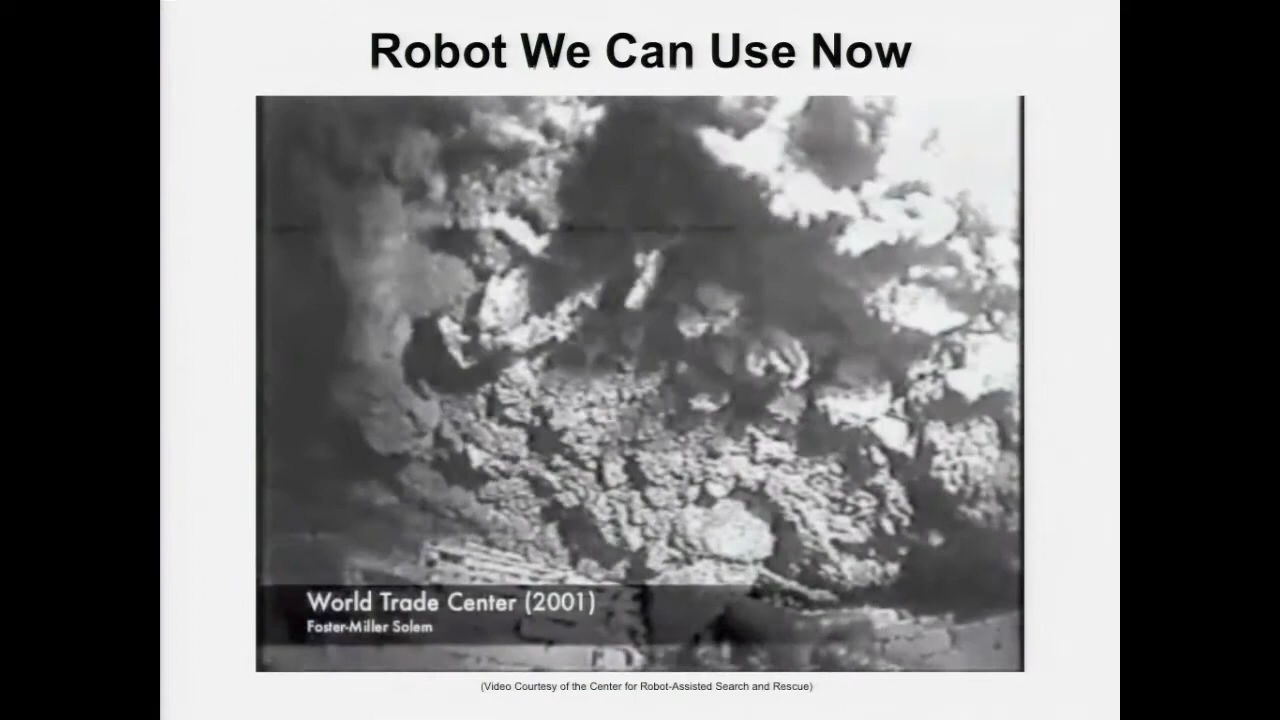 Robot We Can Use Now
World Trade Center (2001)
Foster-Miller Solem
(Video Courtesy of the Center for Robot-Assisted Search and Rescue)